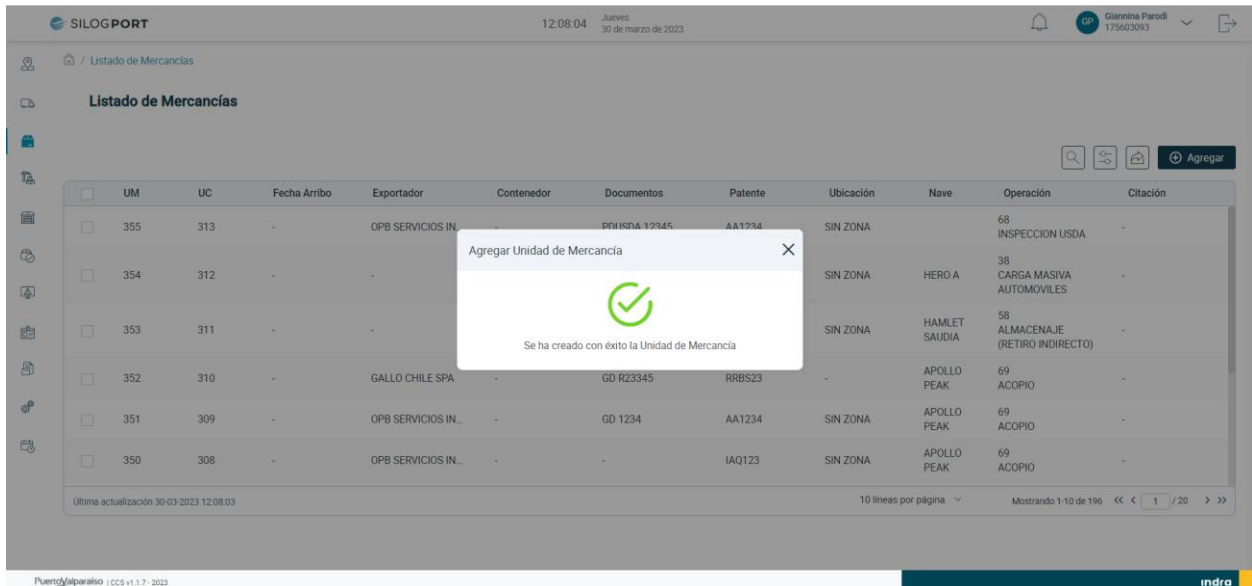 SILOGPORT
12:08:04
Jueves
30 de marzo de 2023
GP
Giannina Parodi
175603093
/ Listado de Mercancías
Listado de Mercancías
Agregar
UM UC Fecha Arribo Exportador Contenedor Documentos Patente Ubicación Nave Operación Citación
355 313 - OPB SERVICIOS IN... - PDUSDA 12345 AA1234 SIN ZONA 68 INSPECCION USDA -
Agregar Unidad de Mercancía
Se ha creado con éxito la Unidad de Mercancía
354 312 - - SIN ZONA HERO A 38 CARGA MASIVA AUTOMOVILES -
353 311 - - SIN ZONA HAMLET SAUDIA 58 ALMACENAJE (RETIRO INDIRECTO) -
352 310 - GALLO CHILE SPA - GD R23345 RRBS23 - APOLLO PEAK 69 ACOPIO -
351 309 - OPB SERVICIOS IN... - GD 1234 AA1234 SIN ZONA APOLLO PEAK 69 ACOPIO -
350 308 - OPB SERVICIOS IN... - - IAQ123 SIN ZONA APOLLO PEAK 69 ACOPIO -
Última actualización 30-03-2023 12:08:03
10 líneas por página
Mostrando 1-10 de 196 << < 1 / 20 > >>
PuertoValparaíso | CCS v1.1.7 - 2023
indra